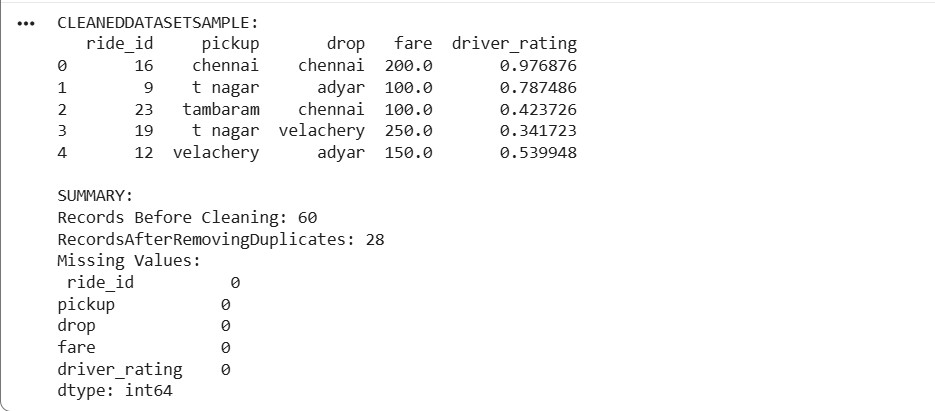 ••• CLEANEDDATASETSAMPLE:
   ride_id     pickup       drop   fare  driver_rating
0       16    chennai    chennai  200.0       0.976876
1        9    t nagar      adyar  100.0       0.787486
2       23   tambaram    chennai  100.0       0.423726
3       19    t nagar  velachery  250.0       0.341723
4       12  velachery      adyar  150.0       0.539948
SUMMARY:
Records Before Cleaning: 60
RecordsAfterRemovingDuplicates: 28
Missing Values:
 ride_id          0
pickup           0
drop             0
fare             0
driver_rating    0
dtype: int64